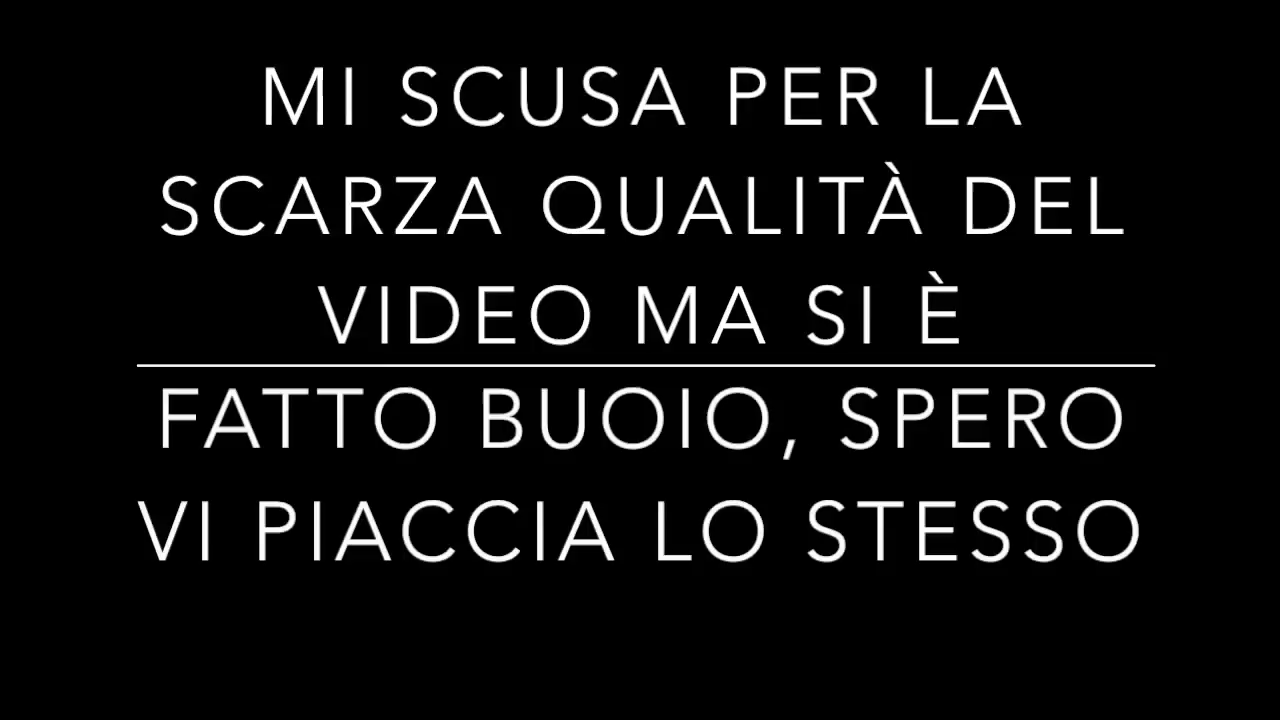 MI SCUSA PER LA
SCARZA QUALITÀ DEL
VIDEO MA SI È
FATTO BUOIO, SPERO
VI PIACCIA LO STESSO